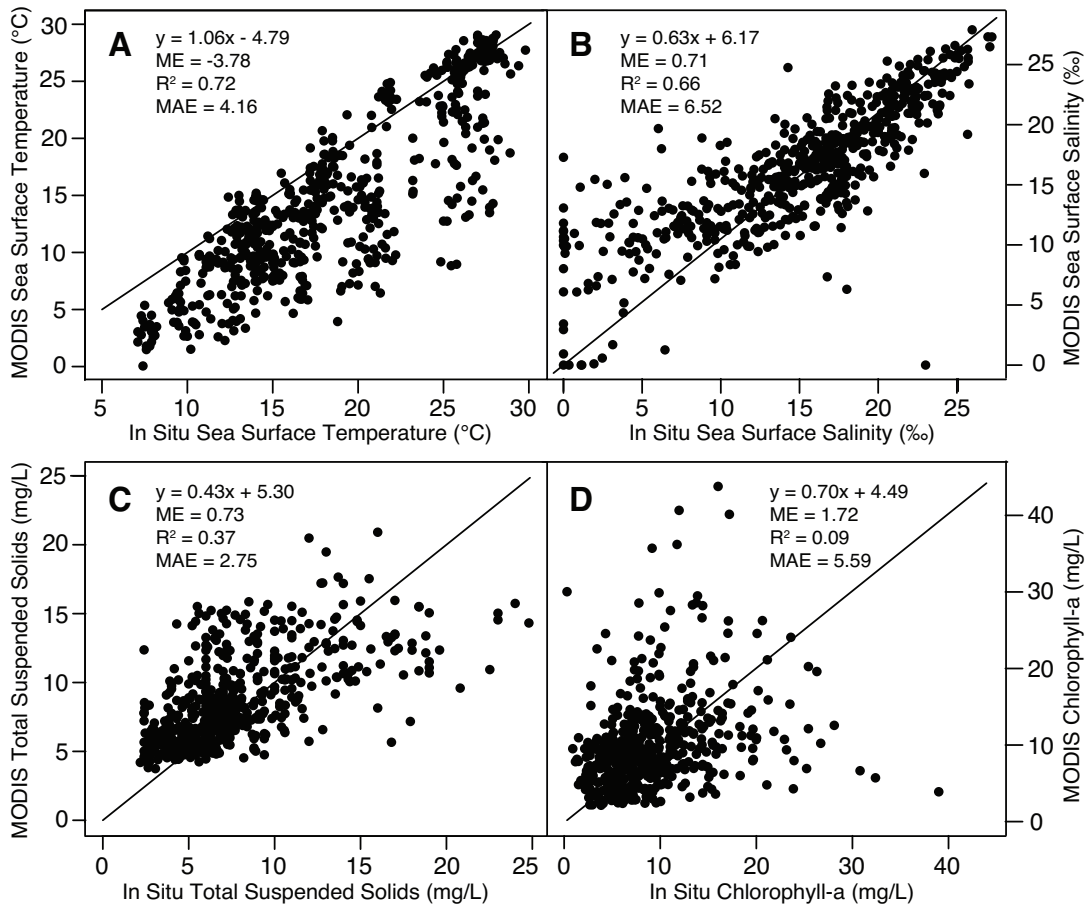 A
y = 1.06x - 4.79
ME = -3.78
R² = 0.72
MAE = 4.16
MODIS Sea Surface Temperature (°C)
30
25
20
15
10
5
0
5 10 15 20 25 30
In Situ Sea Surface Temperature (°C)
B
y = 0.63x + 6.17
ME = 0.71
R² = 0.66
MAE = 6.52
MODIS Sea Surface Salinity (‰)
25
20
15
10
5
0
0 5 10 15 20 25
In Situ Sea Surface Salinity (‰)
C
y = 0.43x + 5.30
ME = 0.73
R² = 0.37
MAE = 2.75
MODIS Total Suspended Solids (mg/L)
25
20
15
10
5
0
0 5 10 15 20 25
In Situ Total Suspended Solids (mg/L)
D
y = 0.70x + 4.49
ME = 1.72
R² = 0.09
MAE = 5.59
MODIS Chlorophyll-a (mg/L)
40
30
20
10
0
0 10 20 30 40
In Situ Chlorophyll-a (mg/L)